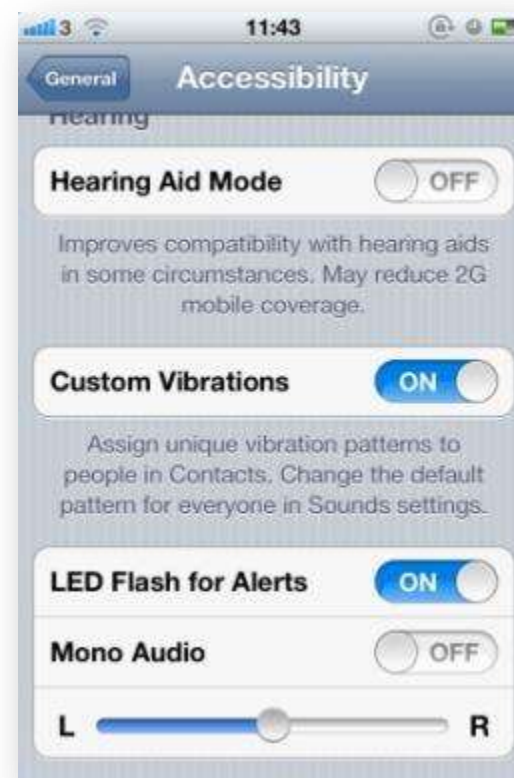 3 11:43
General Accessibility
Hearing
Hearing Aid Mode OFF
Improves compatibility with hearing aids
in some circumstances. May reduce 2G
mobile coverage.
Custom Vibrations ON
Assign unique vibration patterns to
people in Contacts. Change the default
pattern for everyone in Sounds settings.
LED Flash for Alerts ON
Mono Audio OFF
L R